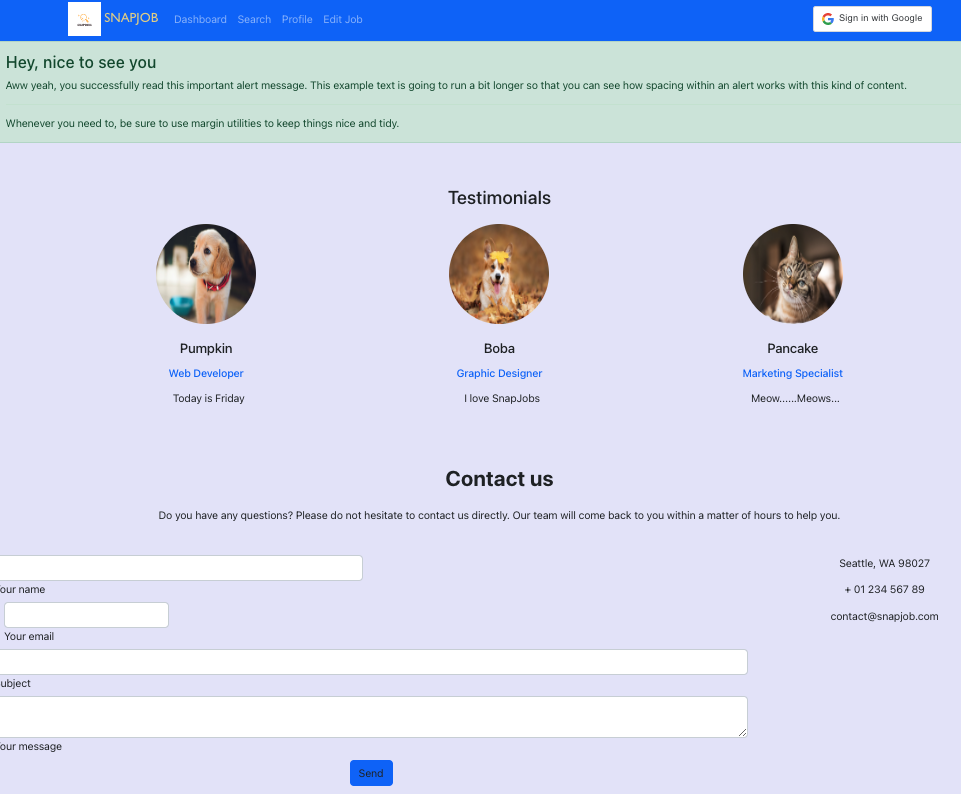 SNAPJOB
Dashboard Search Profile Edit Job
Sign in with Google
Hey, nice to see you
Aww yeah, you successfully read this important alert message. This example text is going to run a bit longer so that you can see how spacing within an alert works with this kind of content.
Whenever you need to, be sure to use margin utilities to keep things nice and tidy.
Testimonials
Pumpkin
Web Developer
Today is Friday
Boba
Graphic Designer
I love SnapJobs
Pancake
Marketing Specialist
Meow......Meows...
Contact us
Do you have any questions? Please do not hesitate to contact us directly. Our team will come back to you within a matter of hours to help you.
our name
Your email
ubject
our message
Send
Seattle, WA 98027
+ 01 234 567 89
contact@snapjob.com